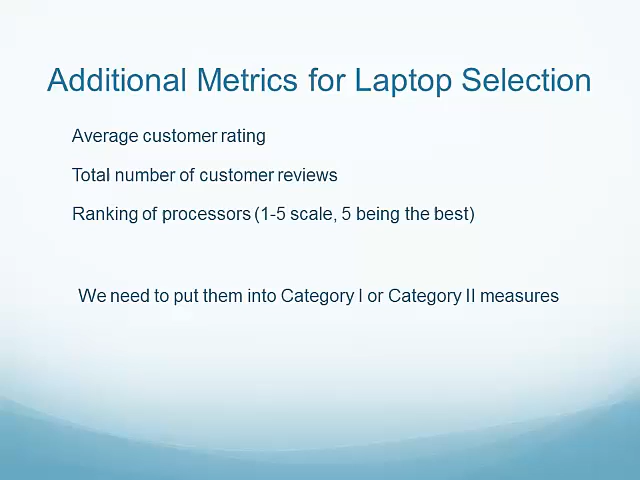 Additional Metrics for Laptop Selection
Average customer rating
Total number of customer reviews
Ranking of processors (1-5 scale, 5 being the best)
We need to put them into Category I or Category II measures